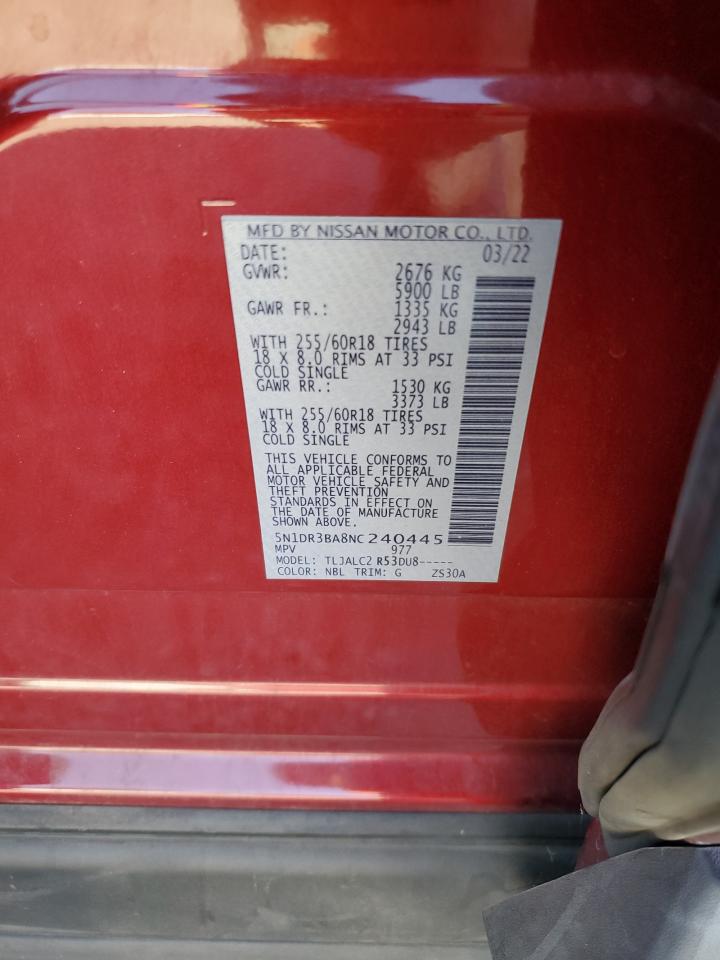 MFD BY NISSAN MOTOR CO., LTD.
DATE: 03/22
GVWR: 2676 KG
5900 LB
GAWR FR.: 1335 KG
2943 LB
WITH 255/60R18 TIRES
18 X 8.0 RIMS AT 33 PSI
COLD SINGLE
GAWR RR.: 1530 KG
3373 LB
WITH 255/60R18 TIRES
18 X 8.0 RIMS AT 33 PSI
COLD SINGLE
THIS VEHICLE CONFORMS TO
ALL APPLICABLE FEDERAL
MOTOR VEHICLE SAFETY AND
THEFT PREVENTION
STANDARDS IN EFFECT ON
THE DATE OF MANUFACTURE
SHOWN ABOVE.
5N1DR3BA8NC240445
MPV 977
MODEL: TLJALC2 R53DU8-----
COLOR: NBL TRIM: G ZS30A